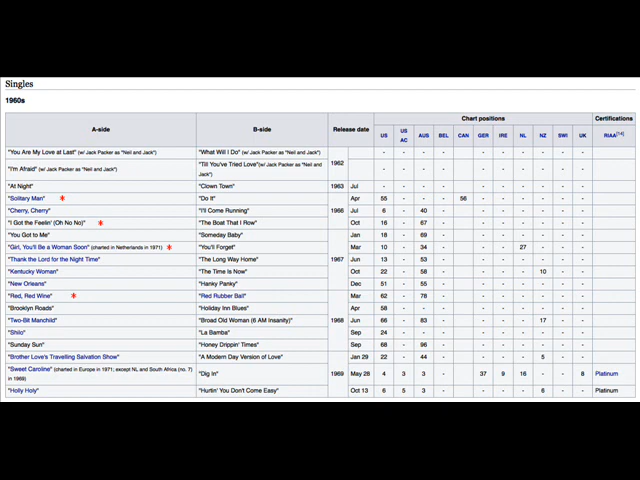 Singles
1960s
A-side B-side Release date Chart positions Certifications
US US AC AUS BEL CAN GER IRE NL NZ SWI UK RIAA[14]
"You Are My Love at Last" (w/ Jack Packer as "Neil and Jack") "What Will I Do" (w/ Jack Packer as "Neil and Jack") 1962 - - - - - - - - - - -
"I'm Afraid" (w/ Jack Packer as "Neil and Jack") "Till You've Tried Love"(w/ Jack Packer as "Neil and Jack") - - - - - - - - - - -
"At Night" "Clown Town" 1963 Jul - - - - - - - - - - -
"Solitary Man" * "Do It" 1966 Apr 55 - - - 56 - - - - - -
"Cherry, Cherry" "I'll Come Running" Jul 6 - 40 - - - - - - - -
"I Got the Feelin' (Oh No No)" * "The Boat That I Row" Oct 16 - 67 - - - - - - - -
"You Got to Me" "Someday Baby" 1967 Jan 18 - 69 - - - - - - - -
"Girl, You'll Be a Woman Soon" (charted in Netherlands in 1971) * "You'll Forget" Mar 10 - 34 - - - - 27 - - -
"Thank the Lord for the Night Time" "The Long Way Home" Jun 13 - 53 - - - - - - - -
"Kentucky Woman" "The Time Is Now" Oct 22 - 58 - - - - - 10 - -
"New Orleans" "Hanky Panky" Dec 51 - 55 - - - - - - - -
"Red, Red Wine" * "Red Rubber Ball" 1968 Mar 62 - 78 - - - - - - - -
"Brooklyn Roads" "Holiday Inn Blues" Apr 58 - - - - - - - - - -
"Two-Bit Manchild" "Broad Old Woman (6 AM Insanity)" Jun 66 - 83 - - - - - 17 - -
"Shilo" "La Bamba" Sep 24 - - - - - - - - - -
"Sunday Sun" "Honey Drippin' Times" Sep 68 - 96 - - - - - - - -
"Brother Love's Travelling Salvation Show" "A Modern Day Version of Love" 1969 Jan 29 22 - 44 - - - - - 5 - -
"Sweet Caroline" (charted in Europe in 1971; except NL and South Africa (no. 7) in 1969) "Dig In" May 28 4 3 3 - - 37 9 16 - - 8 Platinum
"Holly Holy" "Hurtin' You Don't Come Easy" Oct 13 6 5 3 - - - - - 6 - - Platinum